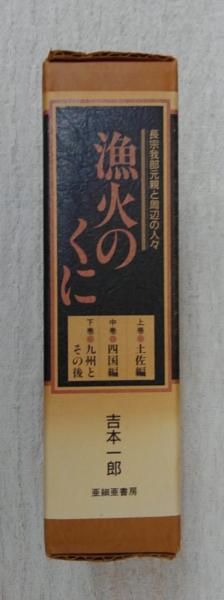 長宗我部元親と周辺の人々
漁火の
くに
上巻●土佐編
中巻●四国編
下巻●九州と
その後
吉本一郎
亜細亜書房